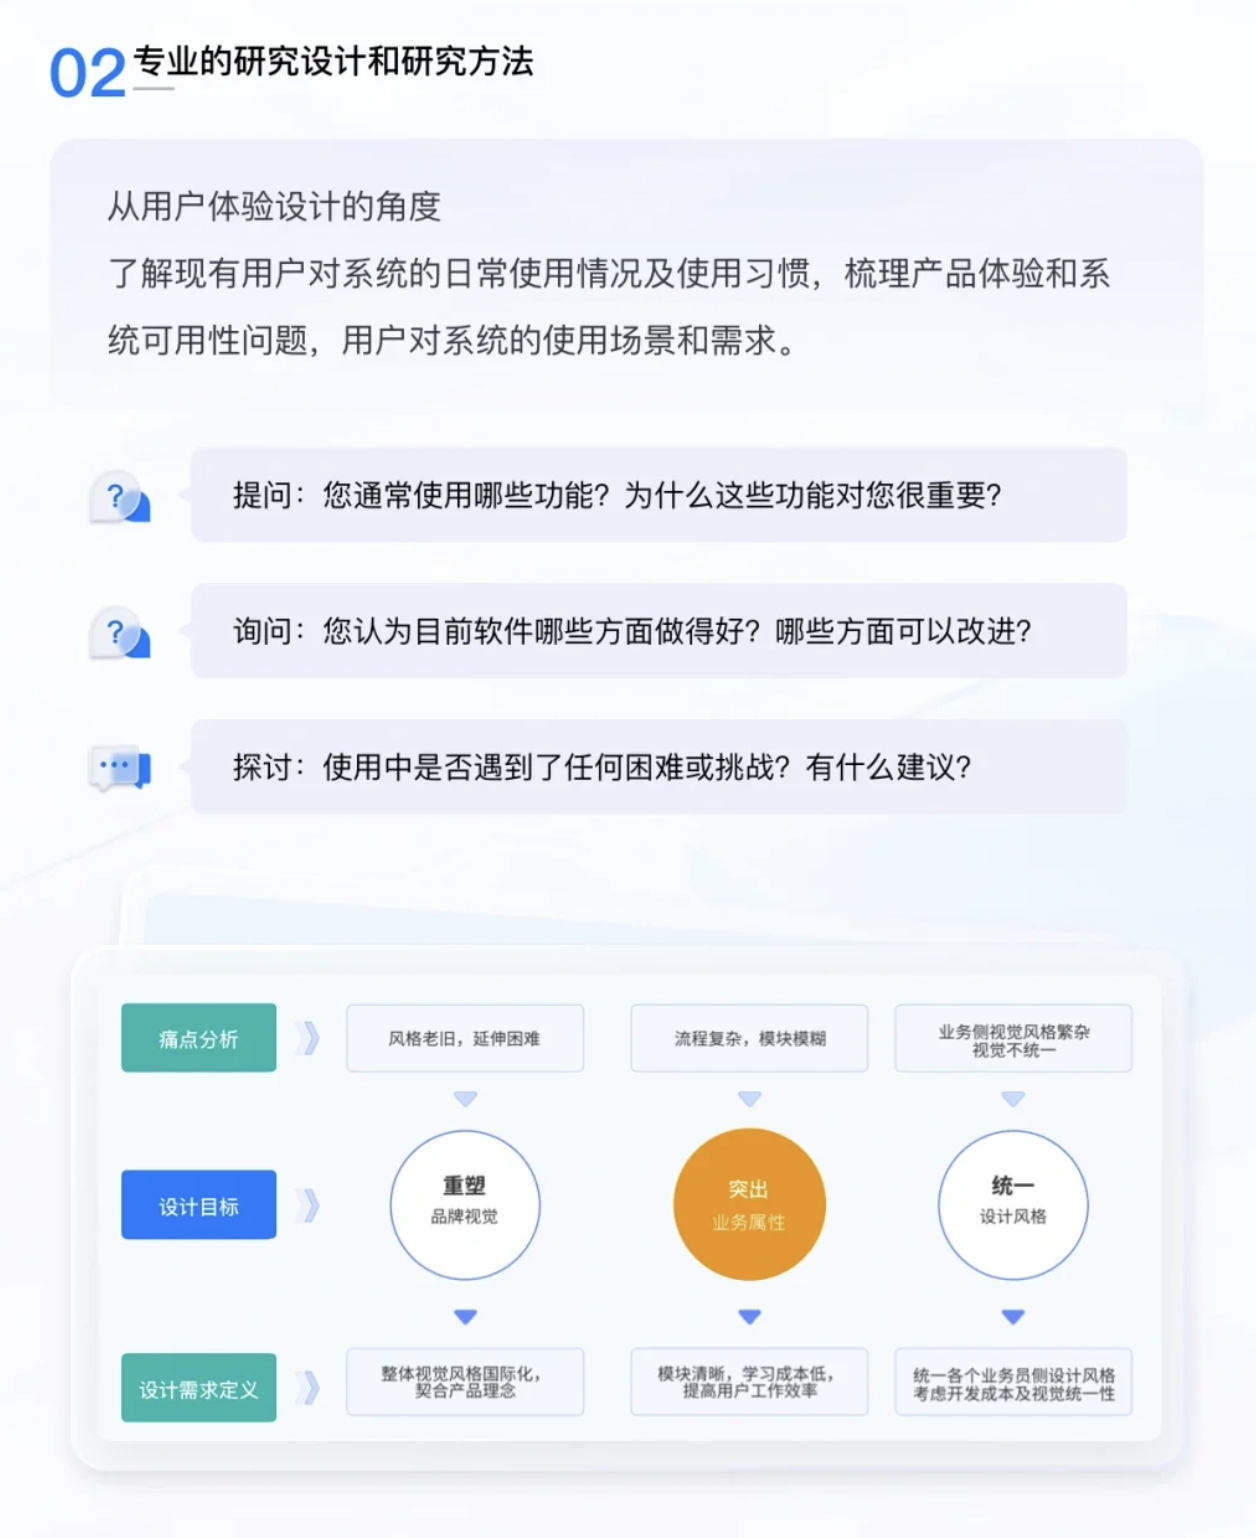 02 专业的研究设计和研究方法
从用户体验设计的角度
了解现有用户对系统的日常使用情况及使用习惯，梳理产品体验和系
统可用性问题，用户对系统的使用场景和需求。
?
提问：您通常使用哪些功能？为什么这些功能对您很重要？
?
询问：您认为目前软件哪些方面做得好？哪些方面可以改进？
探讨：使用中是否遇到了任何困难或挑战？有什么建议？
痛点分析
风格老旧，延伸困难
流程复杂，模块模糊
业务侧视觉风格繁杂
视觉不统一
设计目标
重塑
品牌视觉
突出
业务属性
统一
设计风格
设计需求定义
整体视觉风格国际化，
契合产品理念
模块清晰，学习成本低，
提高用户工作效率
统一各个业务员侧设计风格
考虑开发成本及视觉统一性